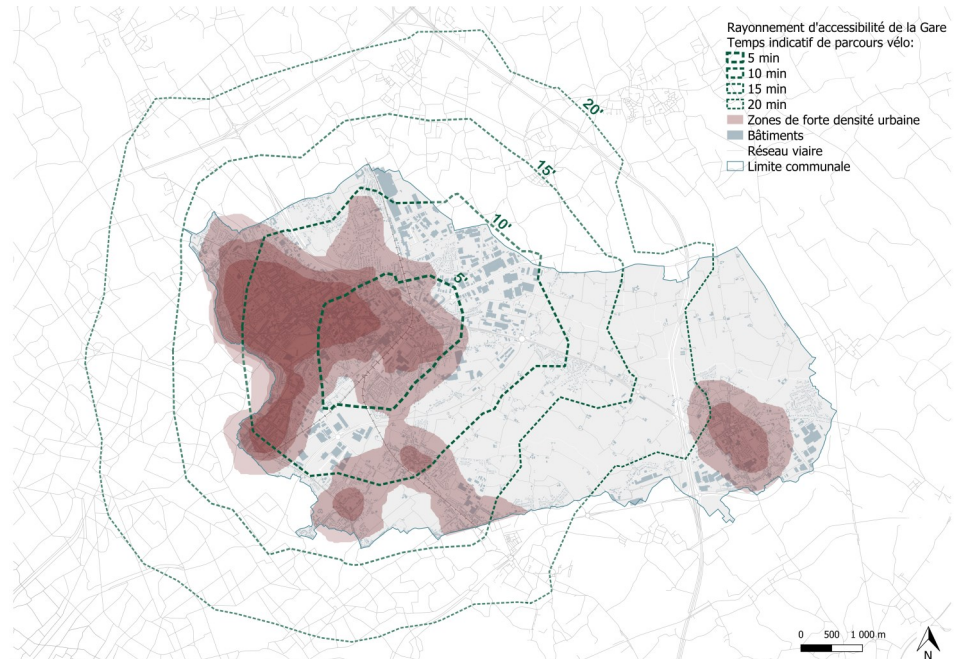 Rayonnement d'accessibilité de la Gare
Temps indicatif de parcours vélo:
5 min
10 min
15 min
20 min
Zones de forte densité urbaine
Bâtiments
Réseau viaire
Limite communale
20'
15'
10'
5'
0 500 1 000 m
N